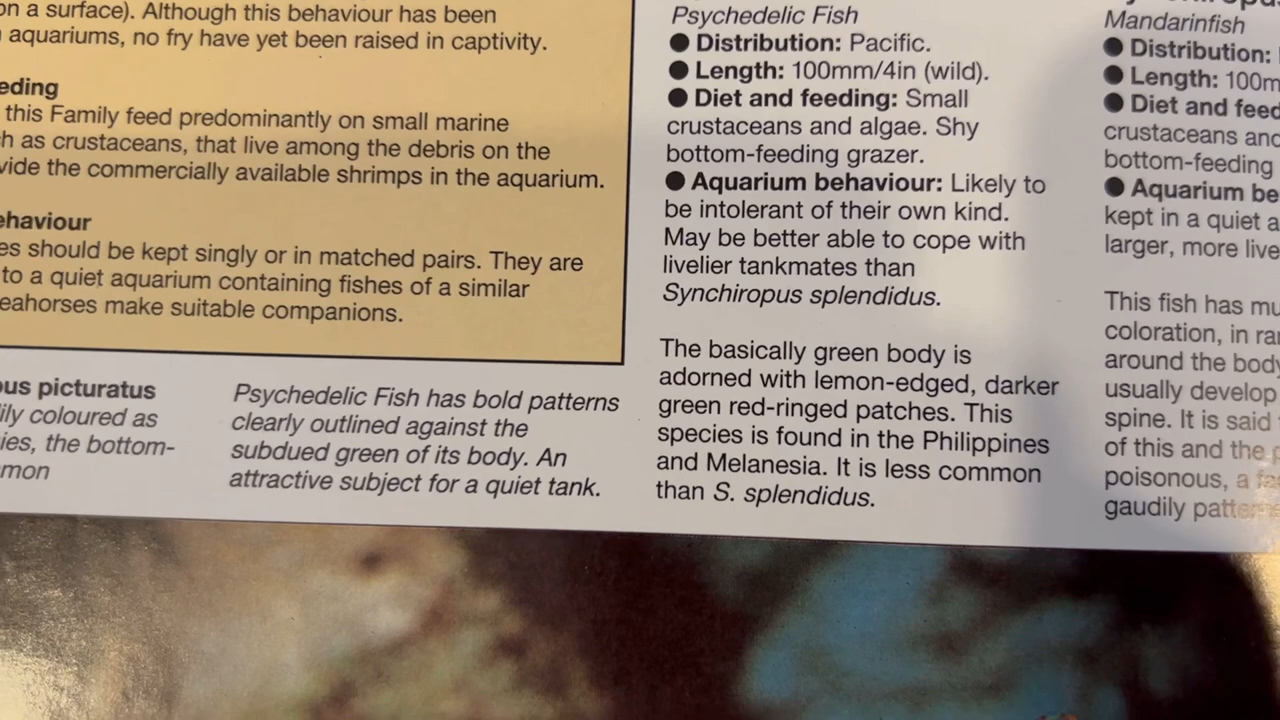 on a surface). Although this behaviour has been
aquariums, no fry have yet been raised in captivity.
eding
this Family feed predominantly on small marine
h as crustaceans, that live among the debris on the
vide the commercially available shrimps in the aquarium.
ehaviour
es should be kept singly or in matched pairs. They are
to a quiet aquarium containing fishes of a similar
eahorses make suitable companions.
us picturatus
ily coloured as
ies, the bottom-
mon
Psychedelic Fish has bold patterns
clearly outlined against the
subdued green of its body. An
attractive subject for a quiet tank.
Psychedelic Fish
● Distribution: Pacific.
● Length: 100mm/4in (wild).
● Diet and feeding: Small
crustaceans and algae. Shy
bottom-feeding grazer.
● Aquarium behaviour: Likely to
be intolerant of their own kind.
May be better able to cope with
livelier tankmates than
Synchiropus splendidus.
The basically green body is
adorned with lemon-edged, darker
green red-ringed patches. This
species is found in the Philippines
and Melanesia. It is less common
than S. splendidus.
Mandarinfish
● Distribution:
● Length: 100m
● Diet and feed
crustaceans and
bottom-feeding
● Aquarium be
kept in a quiet a
larger, more live
This fish has mu
coloration, in ra
around the body
usually develop
spine. It is said
of this and the
poisonous, a
gaudily pattern